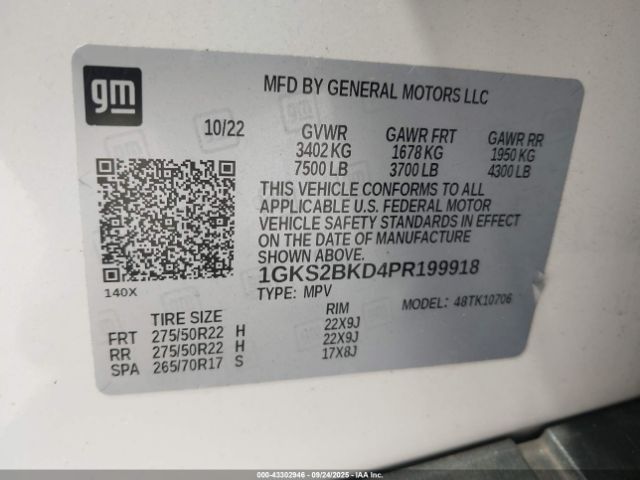 gm
MFD BY GENERAL MOTORS LLC
10/22 GVWR GAWR FRT GAWR RR
3402 KG 1678 KG 1950 KG
7500 LB 3700 LB 4300 LB
THIS VEHICLE CONFORMS TO ALL
APPLICABLE U.S. FEDERAL MOTOR
VEHICLE SAFETY STANDARDS IN EFFECT
ON THE DATE OF MANUFACTURE
SHOWN ABOVE.
1GKS2BKD4PR199918
140X
TYPE: MPV MODEL: 48TK10706
TIRE SIZE RIM
FRT 275/50R22 H 22X9J
RR 275/50R22 H 22X9J
SPA 265/70R17 S 17X8J
000-43302946 - 09/24/2025 - IAAI.COM